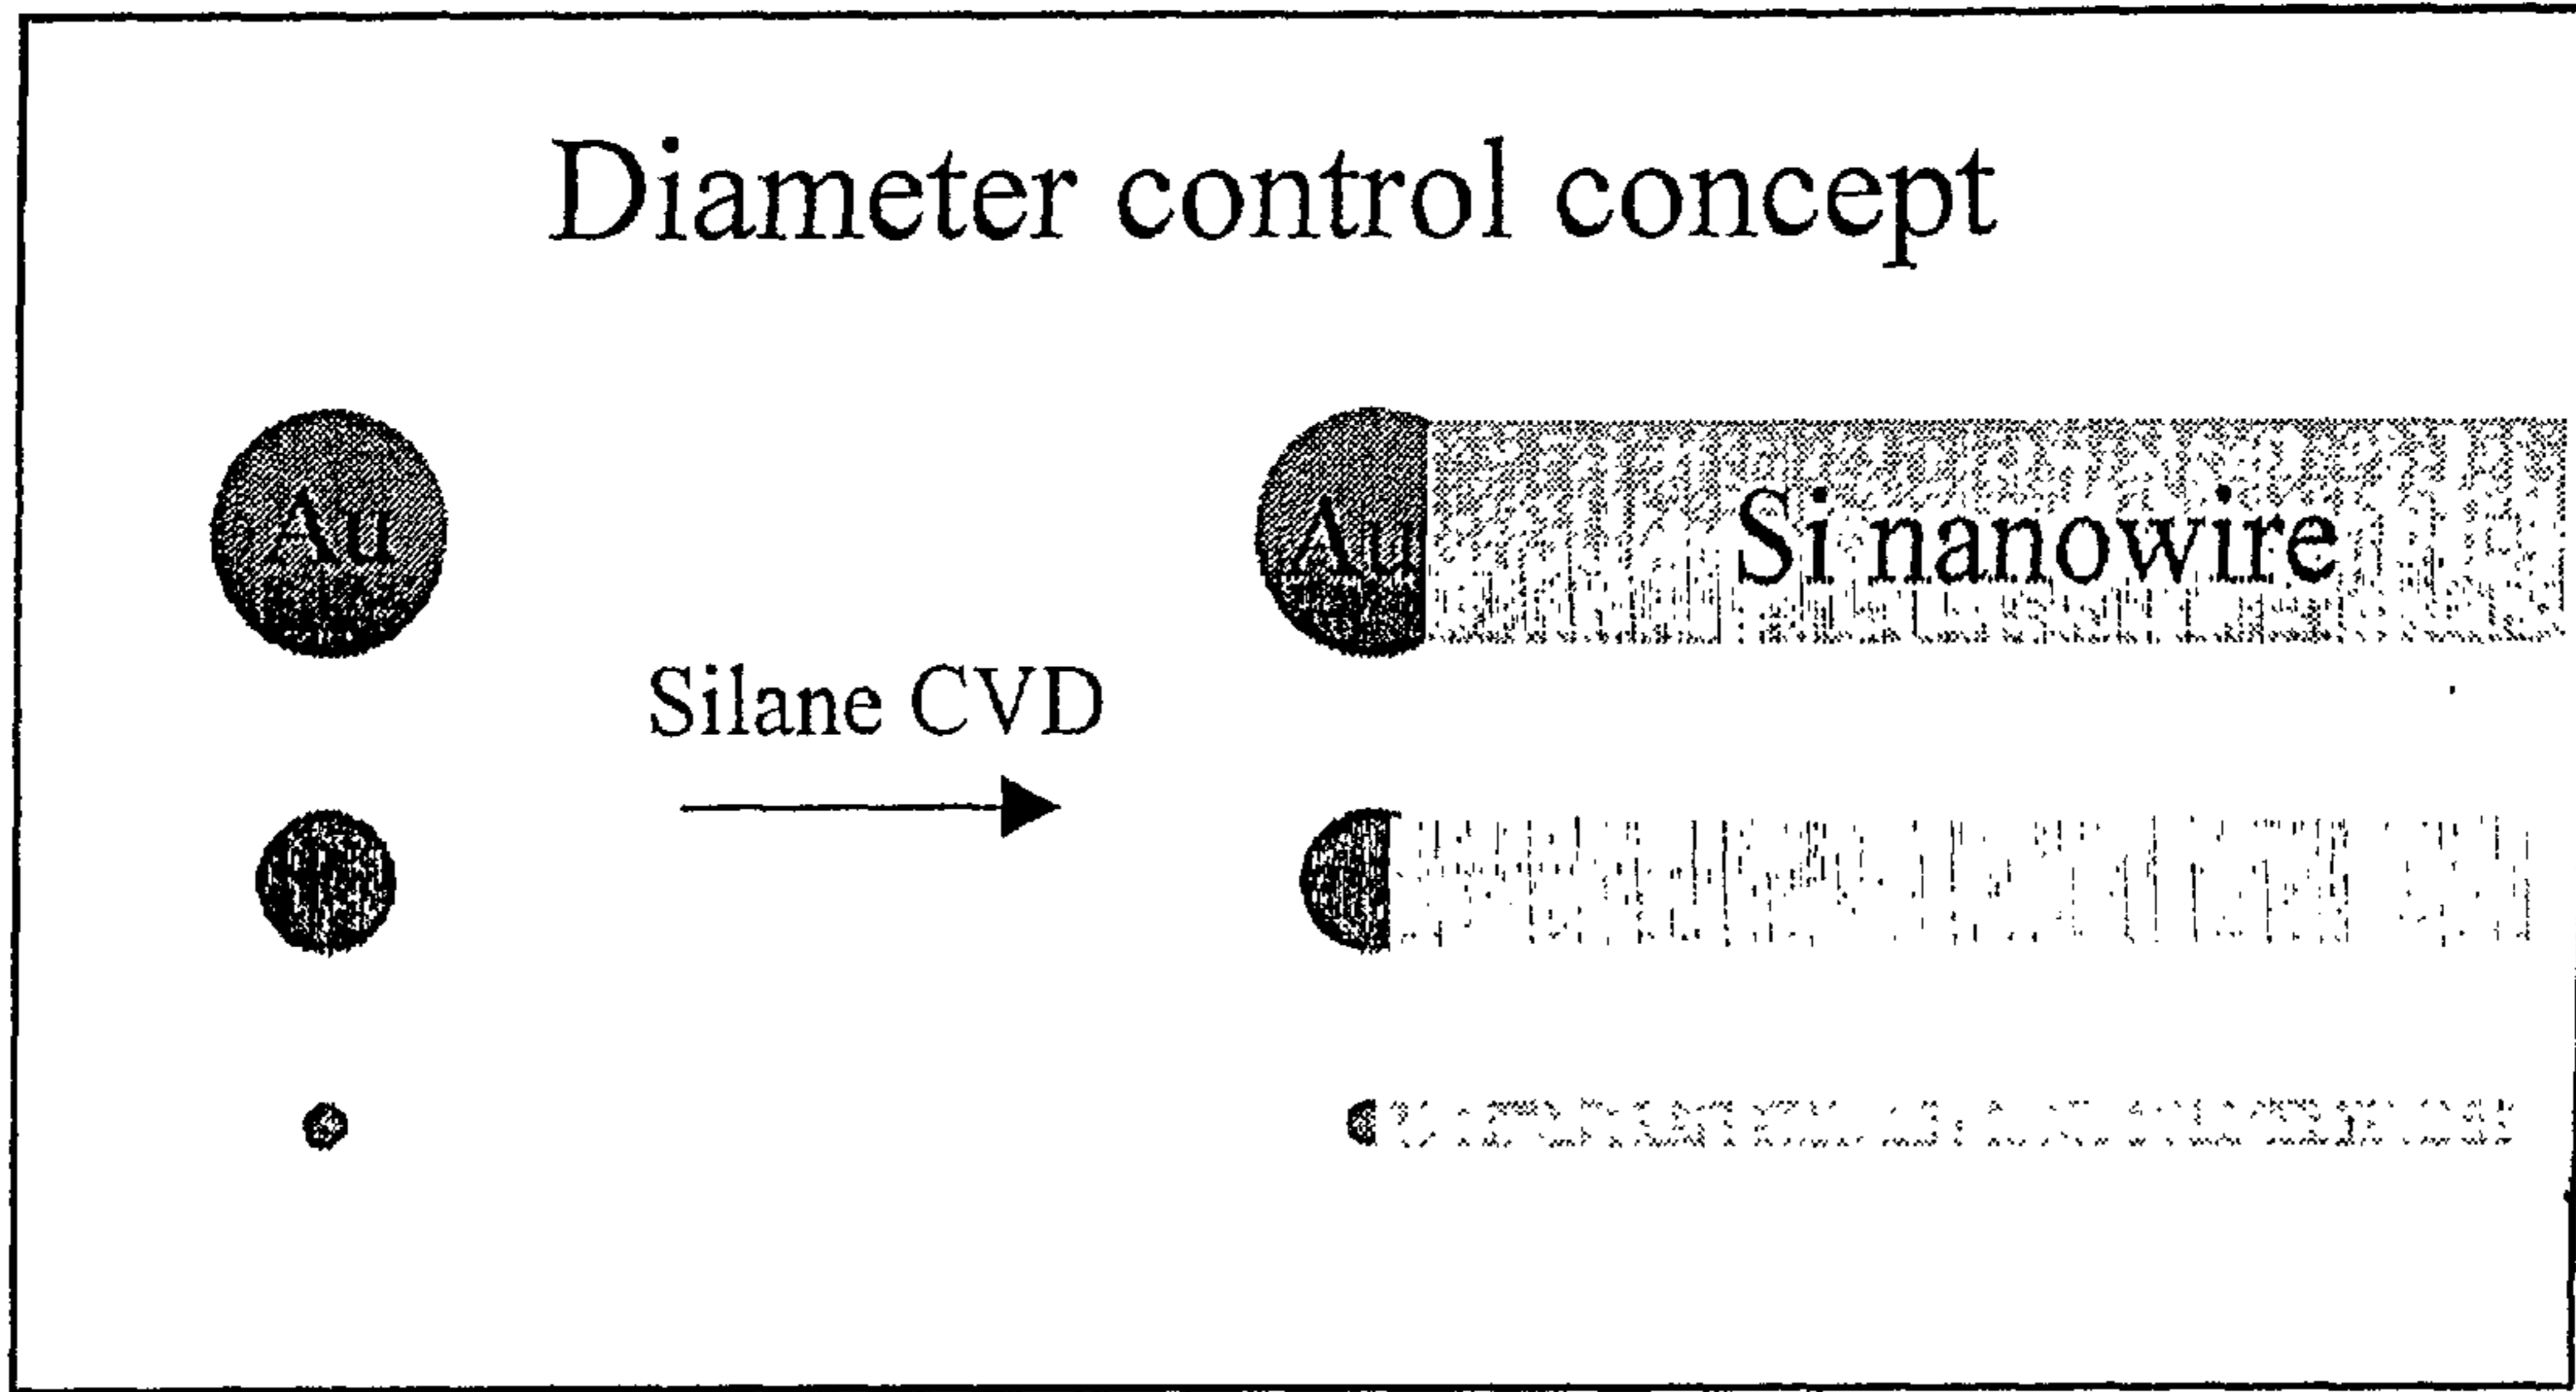 Diameter control concept
Au
Au
Si nanowire
Silane CVD